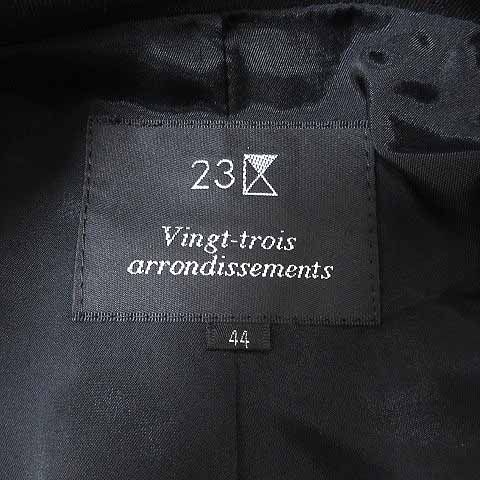 23区
Vingt-trois
arrondissements
44